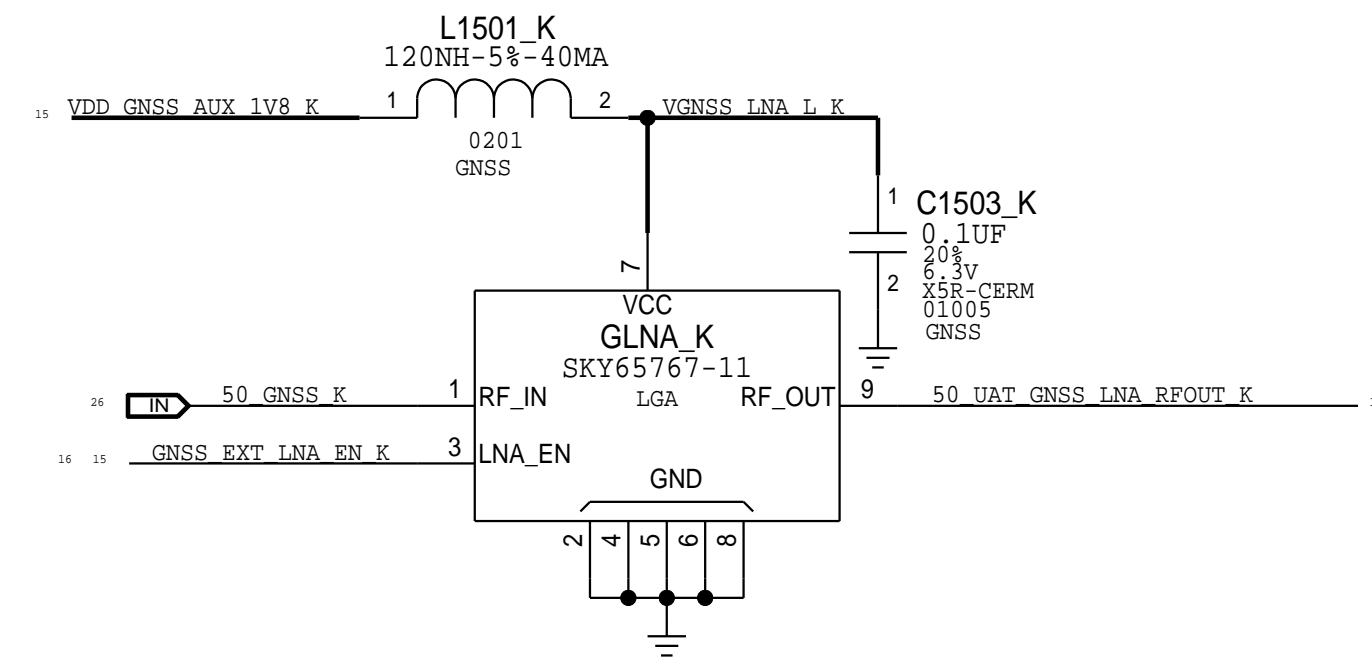 L1501_K
120NH-5%-40MA
15 VDD_GNSS_AUX_1V8_K 1 2 VGNSS_LNA_L_K
0201
GNSS
1 C1503_K
0.1UF
20%
6.3V
2 X5R-CERM
01005
GNSS
7
VCC
GLNA_K
SKY65767-11
26 IN 50_GNSS_K 1 RF_IN LGA RF_OUT 9 50_UAT_GNSS_LNA_RFOUT_K
16 15 GNSS_EXT_LNA_EN_K 3 LNA_EN
GND
2 4 5 6 8